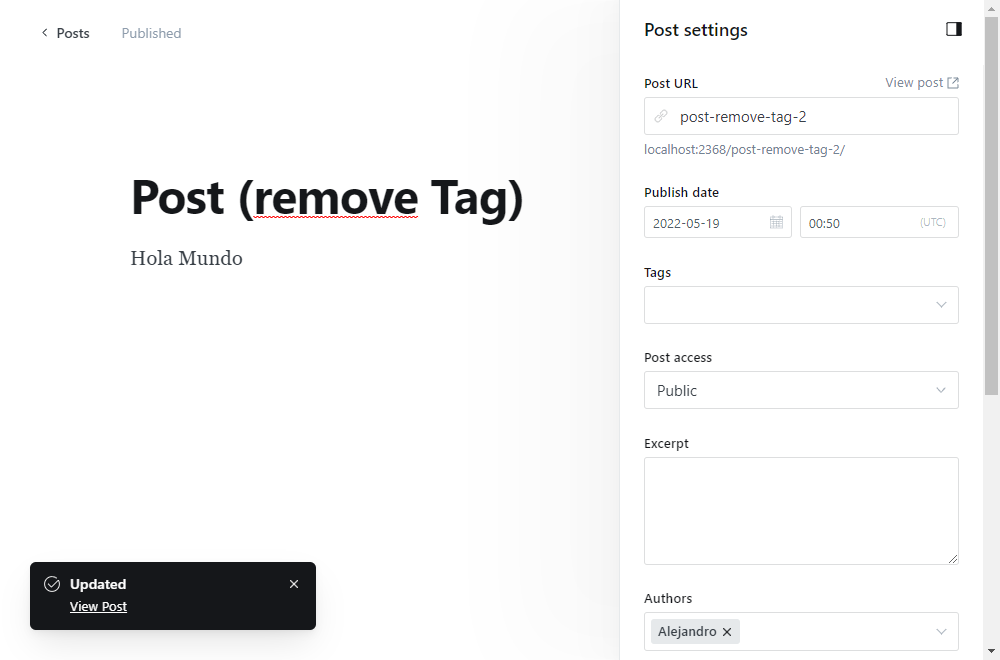 Posts
Published
Post (remove Tag)
Hola Mundo
Updated
View Post
Post settings
Post URL
View post
post-remove-tag-2
localhost:2368/post-remove-tag-2/
Publish date
2022-05-19
00:50 (UTC)
Tags
Post access
Public
Excerpt
Authors
Alejandro